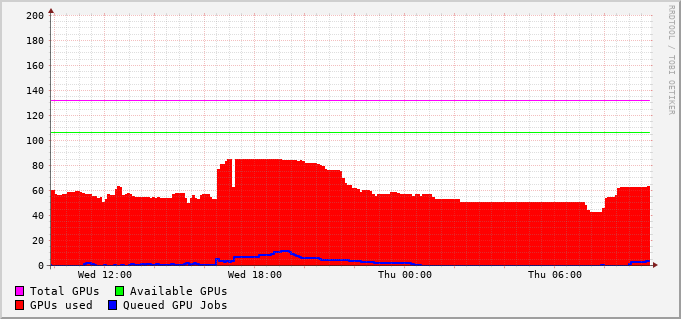 200
180
160
140
120
100
80
60
40
20
0
Wed 12:00 Wed 18:00 Thu 00:00 Thu 06:00
Total GPUs Available GPUs
GPUs used Queued GPU Jobs
RRDTOOL / TOBI OETIKER